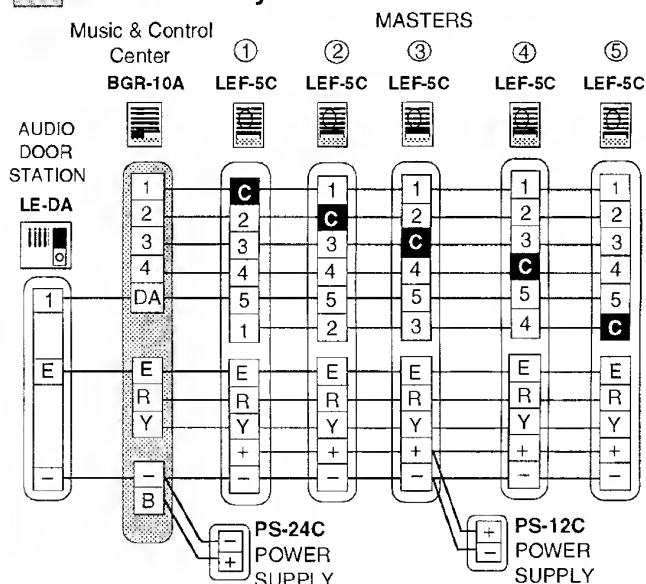 MASTERS
Music & Control
Center
BGR-10A
① ② ③ ④ ⑤
LEF-5C LEF-5C LEF-5C LEF-5C LEF-5C
AUDIO
DOOR
STATION
LE-DA
1 C 1 1 1 1
2 2 C 2 2 2
3 3 3 C 3 3
4 4 4 4 C 4
1 DA 5 5 5 5 5
1 2 3 4 C
E E E E E E E
R R R R R R
Y Y Y Y Y Y
+ + + + +
– – – – – – –
B
– PS-24C
+ POWER
SUPPLY
+ PS-12C
– POWER
SUPPLY